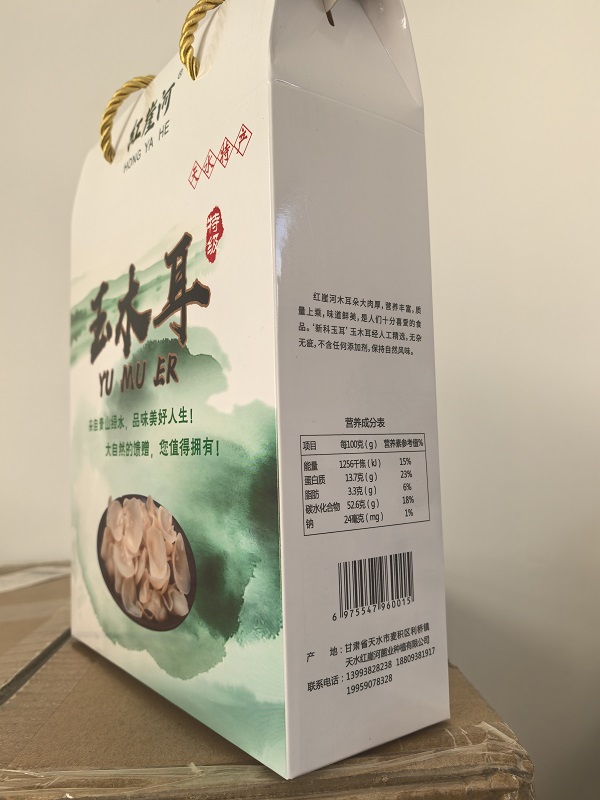 红崖河
HONG YA HE
天水特产
特级
玉木耳
YU MU ER
来自青山绿水，品味美好人生！
大自然的馈赠，您值得拥有！
红崖河木耳朵大肉厚，营养丰富，质
量上乘，味道鲜美，是人们十分喜爱的食
品。‘新科玉耳’玉木耳经人工精选，无杂
无疵，不含任何添加剂，保持自然风味。
营养成分表
项目 每100克(g) 营养素参考值%
能量 1256千焦(kJ) 15%
蛋白质 13.7克(g) 23%
脂肪 3.3克(g) 6%
碳水化合物 52.6克(g) 18%
钠 24毫克(mg) 1%
6 975547 960015
产 地：甘肃省天水市麦积区利桥镇
天水红崖河菌业种植有限公司
联系电话：13993828238 18809381917
19959078328